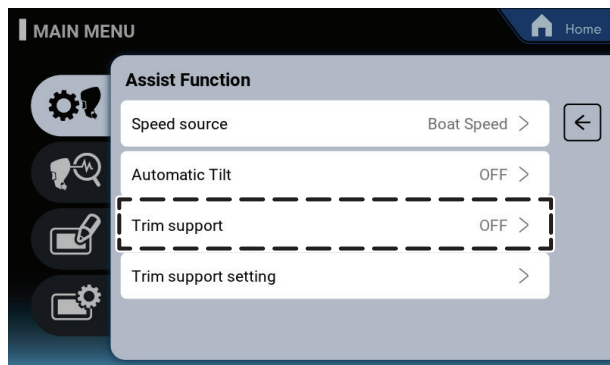 MAIN MENU
Home
Assist Function
Speed source Boat Speed
Automatic Tilt OFF
Trim support OFF
Trim support setting